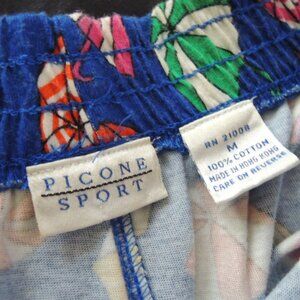 PICONE
SPORT
RN 21008
M
100% COTTON
MADE IN HONG KONG
CARE ON REVERSE